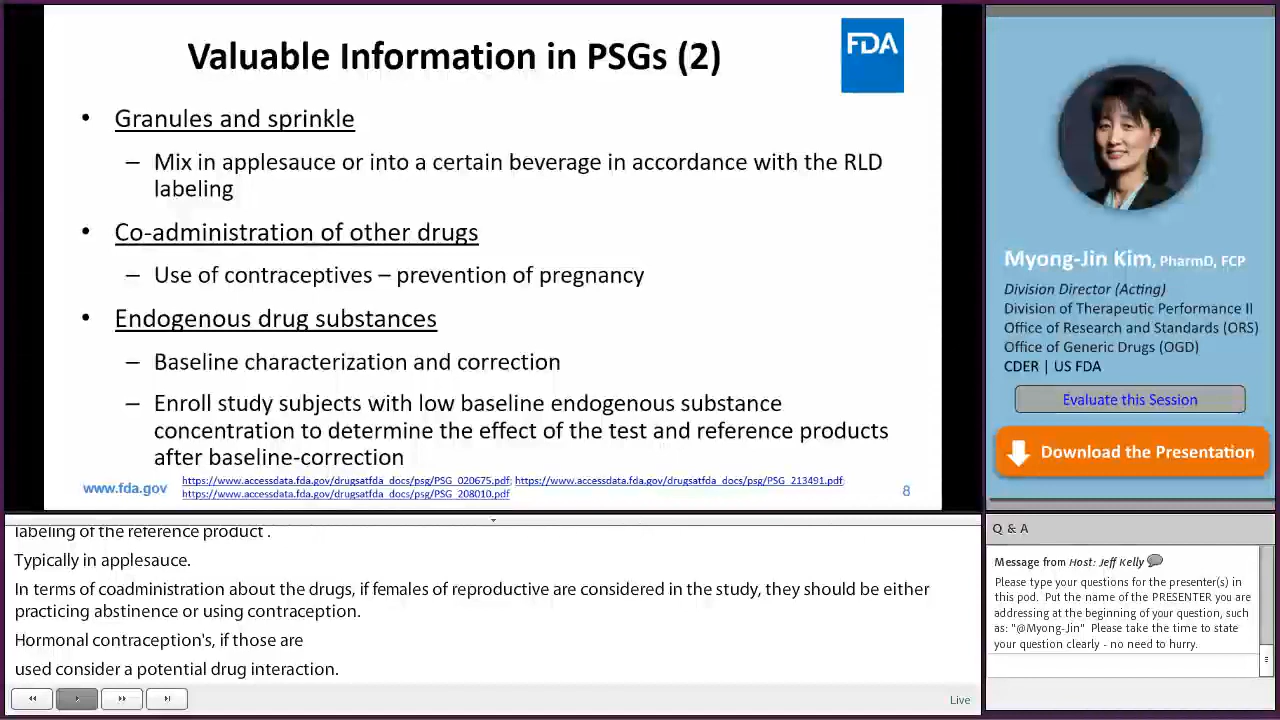 Valuable Information in PSGs (2)
FDA
• Granules and sprinkle
– Mix in applesauce or into a certain beverage in accordance with the RLD
labeling
• Co-administration of other drugs
– Use of contraceptives – prevention of pregnancy
• Endogenous drug substances
– Baseline characterization and correction
– Enroll study subjects with low baseline endogenous substance
concentration to determine the effect of the test and reference products
after baseline-correction
www.fda.gov
https://www.accessdata.fda.gov/drugsatfda_docs/psg/PSG_020675.pdf; https://www.accessdata.fda.gov/drugsatfda_docs/psg/PSG_213491.pdf;
https://www.accessdata.fda.gov/drugsatfda_docs/psg/PSG_208010.pdf
8
Myong-Jin Kim, PharmD, FCP
Division Director (Acting)
Division of Therapeutic Performance II
Office of Research and Standards (ORS)
Office of Generic Drugs (OGD)
CDER | US FDA
Evaluate this Session
Download the Presentation
labeling of the reference product .
Typically in applesauce.
In terms of coadministration about the drugs, if females of reproductive are considered in the study, they should be either
practicing abstinence or using contraception.
Hormonal contraception's, if those are
used consider a potential drug interaction.
Live
Q & A
Message from Host: Jeff Kelly
Please type your questions for the presenter(s) in
this pod. Put the name of the PRESENTER you are
addressing at the beginning of your question, such
as: "@Myong-Jin" Please take the time to state
your question clearly - no need to hurry.